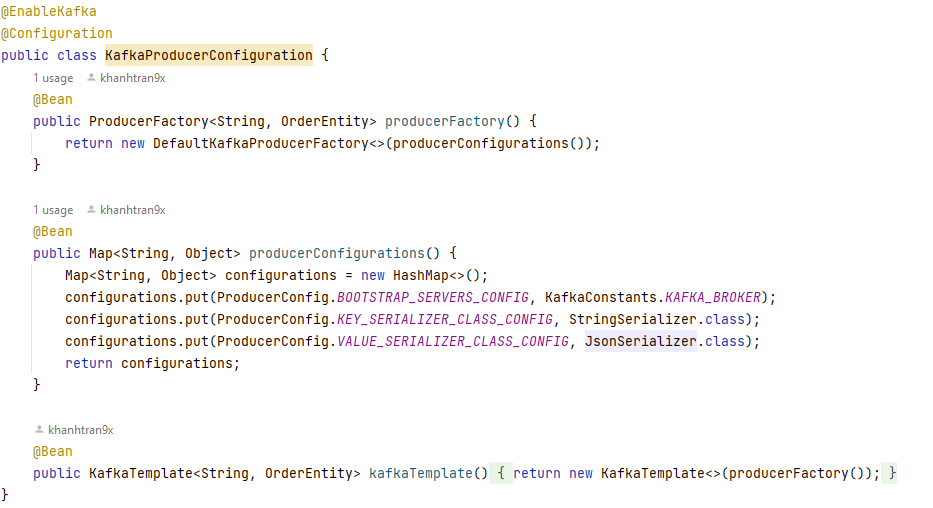 @EnableKafka
@Configuration
public class KafkaProducerConfiguration {
1 usage khanhtran9x
@Bean
public ProducerFactory<String, OrderEntity> producerFactory() {
return new DefaultKafkaProducerFactory<>(producerConfigurations());
}
1 usage khanhtran9x
@Bean
public Map<String, Object> producerConfigurations() {
Map<String, Object> configurations = new HashMap<>();
configurations.put(ProducerConfig.BOOTSTRAP_SERVERS_CONFIG, KafkaConstants.KAFKA_BROKER);
configurations.put(ProducerConfig.KEY_SERIALIZER_CLASS_CONFIG, StringSerializer.class);
configurations.put(ProducerConfig.VALUE_SERIALIZER_CLASS_CONFIG, JsonSerializer.class);
return configurations;
}
khanhtran9x
@Bean
public KafkaTemplate<String, OrderEntity> kafkaTemplate() { return new KafkaTemplate<>(producerFactory()); }
}